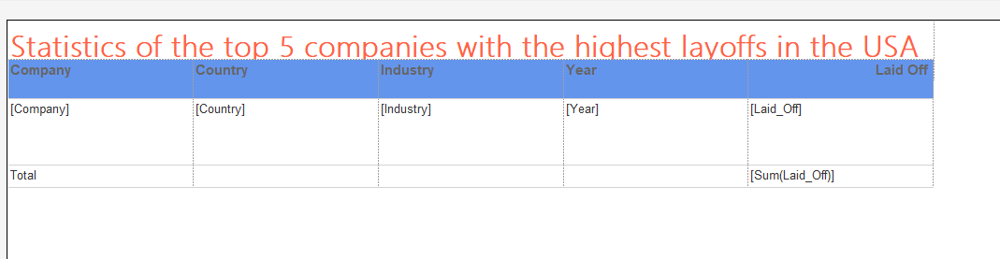 Statistics of the top 5 companies with the highest layoffs in the USA
Company Country Industry Year Laid Off
[Company] [Country] [Industry] [Year] [Laid_Off]
Total [Sum(Laid_Off)]